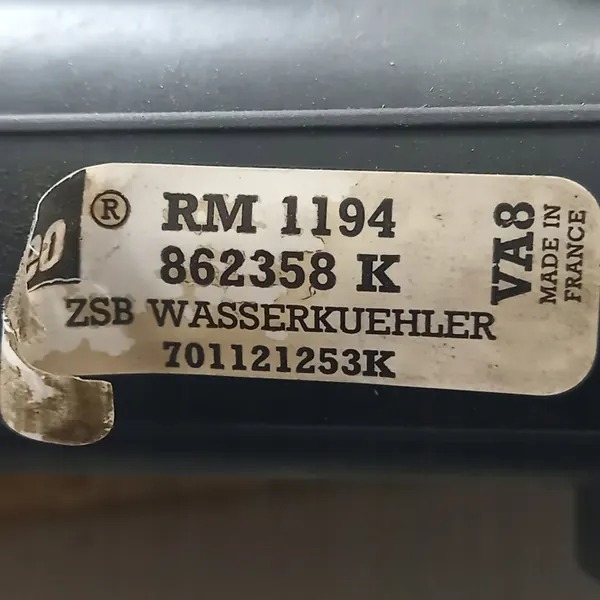 ®
RM 1194
862358 K
ZSB WASSERKUEHLER
701121253K
VA8
MADE IN
FRANCE